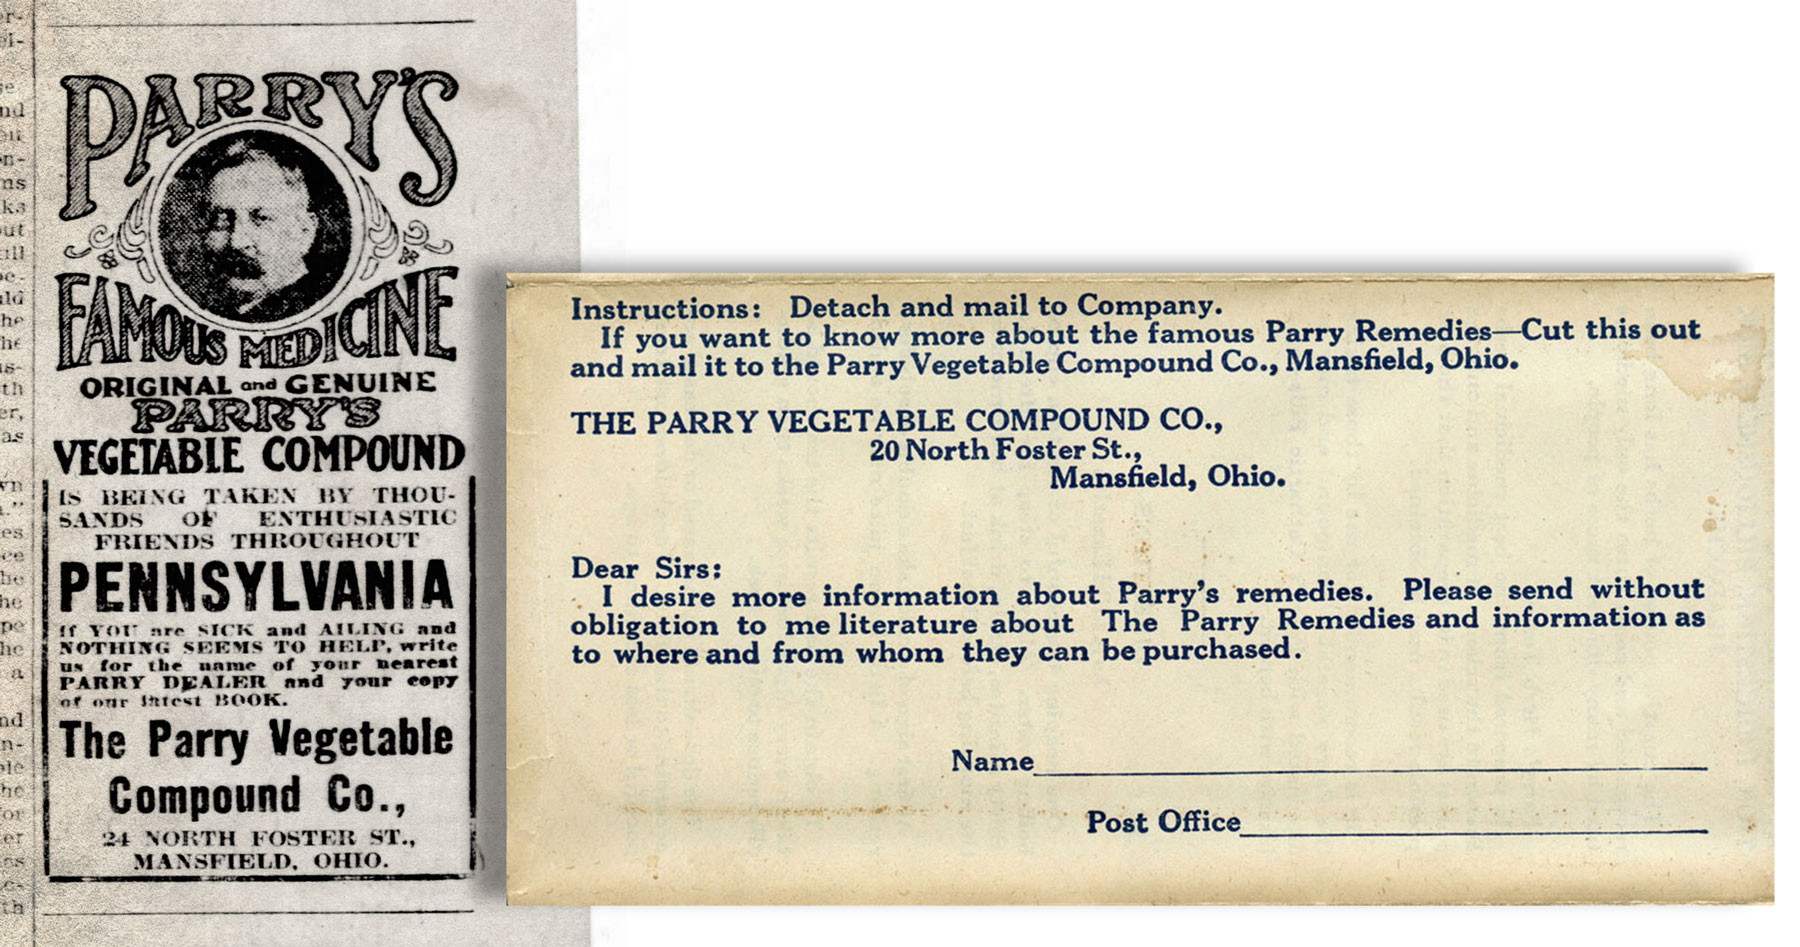 PARRY'S
FAMOUS MEDICINE
ORIGINAL and GENUINE
PARRY'S
VEGETABLE COMPOUND
IS BEING TAKEN BY THOU-
SANDS OF ENTHUSIASTIC
FRIENDS THROUGHOUT
PENNSYLVANIA
If YOU are SICK and AILING and
NOTHING SEEMS TO HELP, write
us for the name of your nearest
PARRY DEALER and your copy
of our latest BOOK.
The Parry Vegetable
Compound Co.,
24 NORTH FOSTER ST.,
MANSFIELD, OHIO.
Instructions: Detach and mail to Company.
If you want to know more about the famous Parry Remedies—Cut this out
and mail it to the Parry Vegetable Compound Co., Mansfield, Ohio.
THE PARRY VEGETABLE COMPOUND CO.,
20 North Foster St.,
Mansfield, Ohio.
Dear Sirs:
I desire more information about Parry's remedies. Please send without
obligation to me literature about The Parry Remedies and information as
to where and from whom they can be purchased.
Name
Post Office